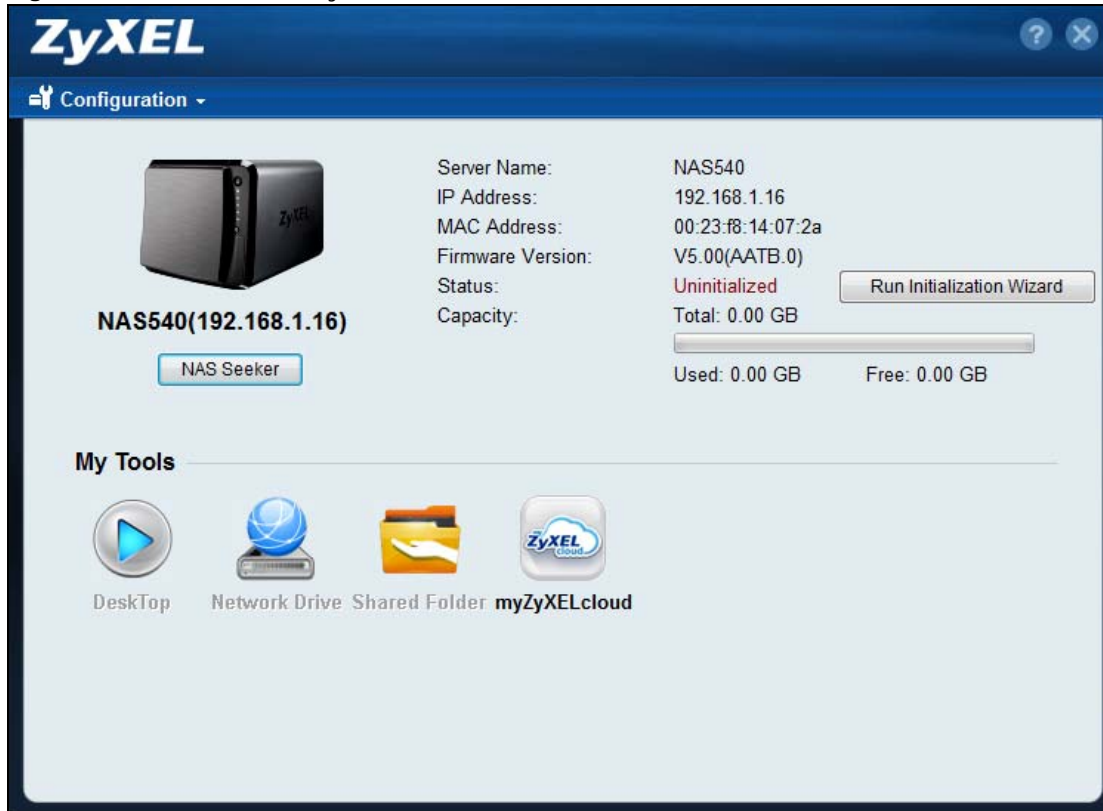 ZyXEL
Configuration
ZyXEL
NAS540(192.168.1.16)
NAS Seeker
Server Name: NAS540
IP Address: 192.168.1.16
MAC Address: 00:23:f8:14:07:2a
Firmware Version: V5.00(AATB.0)
Status: Uninitialized Run Initialization Wizard
Capacity: Total: 0.00 GB
Used: 0.00 GB Free: 0.00 GB
My Tools
ZyXEL cloud
DeskTop Network Drive Shared Folder myZyXELcloud